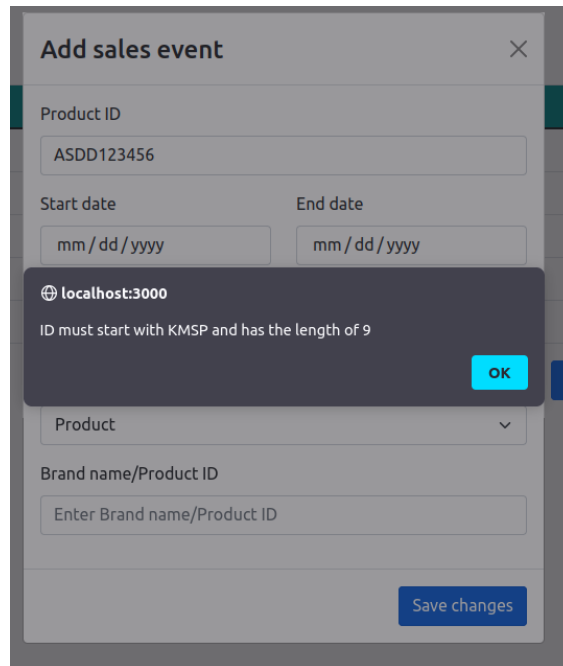 Add sales event
Product ID
ASDD123456
Start date End date
mm / dd / yyyy mm / dd / yyyy
localhost:3000
ID must start with KMSP and has the length of 9
OK
Product
Brand name/Product ID
Enter Brand name/Product ID
Save changes